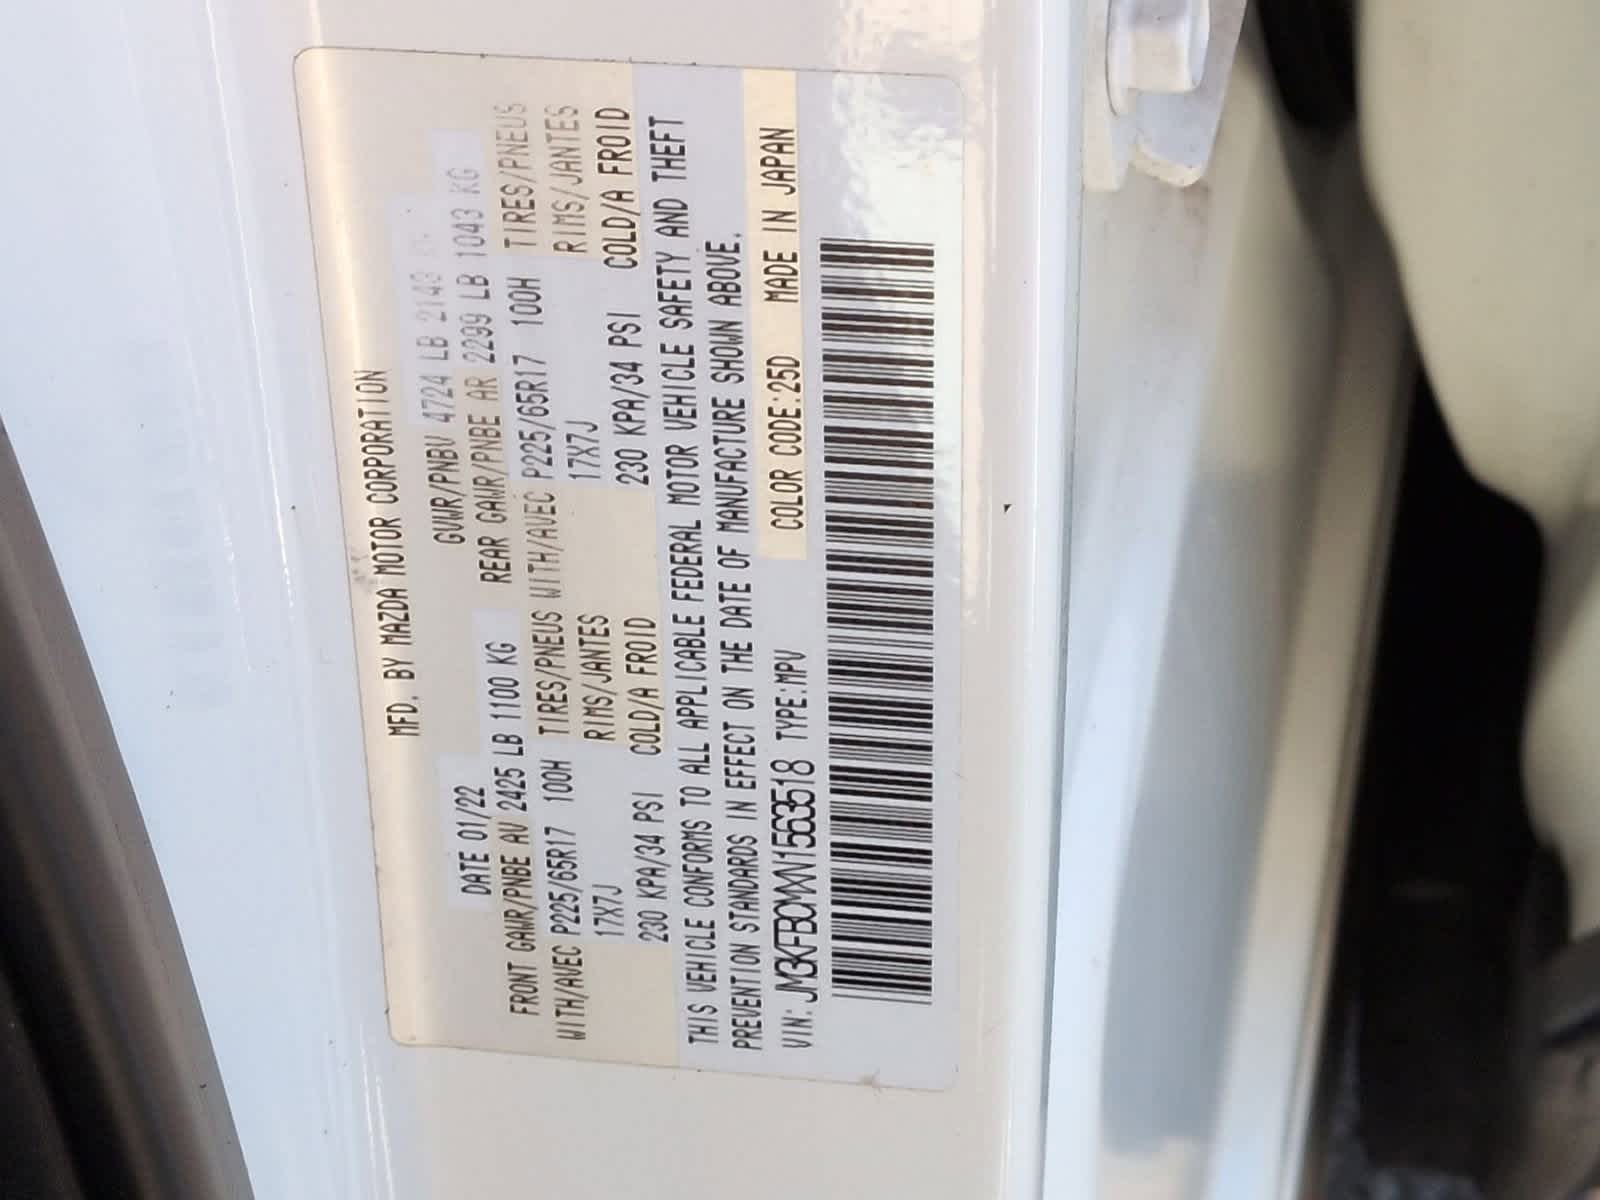 MFD. BY MAZDA MOTOR CORPORATION
DATE 01/22 GVWR/PNBV 4724 LB 2143 KG
FRONT GAWR/PNBE AV 2425 LB 1100 KG REAR GAWR/PNBE AR 2299 LB 1043 KG
WITH/AVEC P225/65R17 100H TIRES/PNEUS WITH/AVEC P225/65R17 100H TIRES/PNEUS
17X7J RIMS/JANTES 17X7J RIMS/JANTES
230 KPA/34 PSI COLD/A FROID 230 KPA/34 PSI COLD/A FROID
THIS VEHICLE CONFORMS TO ALL APPLICABLE FEDERAL MOTOR VEHICLE SAFETY AND THEFT
PREVENTION STANDARDS IN EFFECT ON THE DATE OF MANUFACTURE SHOWN ABOVE.
VIN: JM3KFBCMXN1563518 TYPE:MPV COLOR CODE:25D MADE IN JAPAN